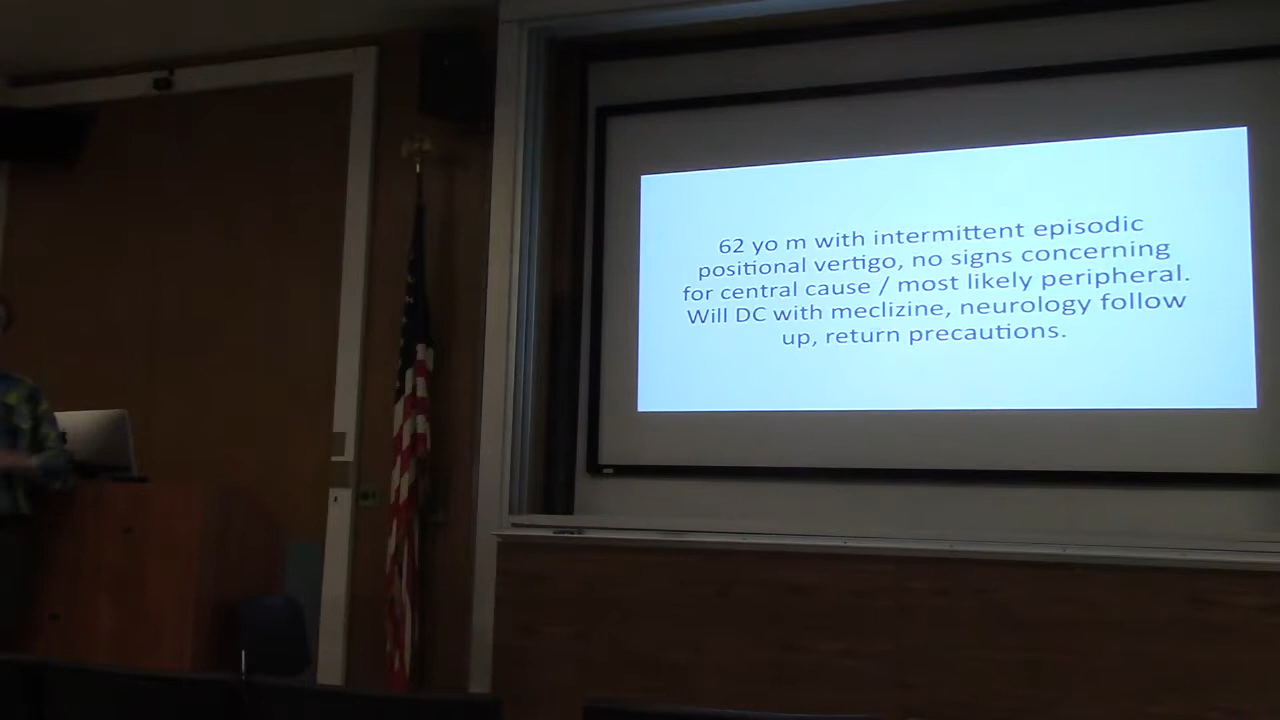 62 yo m with intermittent episodic
positional vertigo, no signs concerning
for central cause / most likely peripheral.
Will DC with meclizine, neurology follow
up, return precautions.